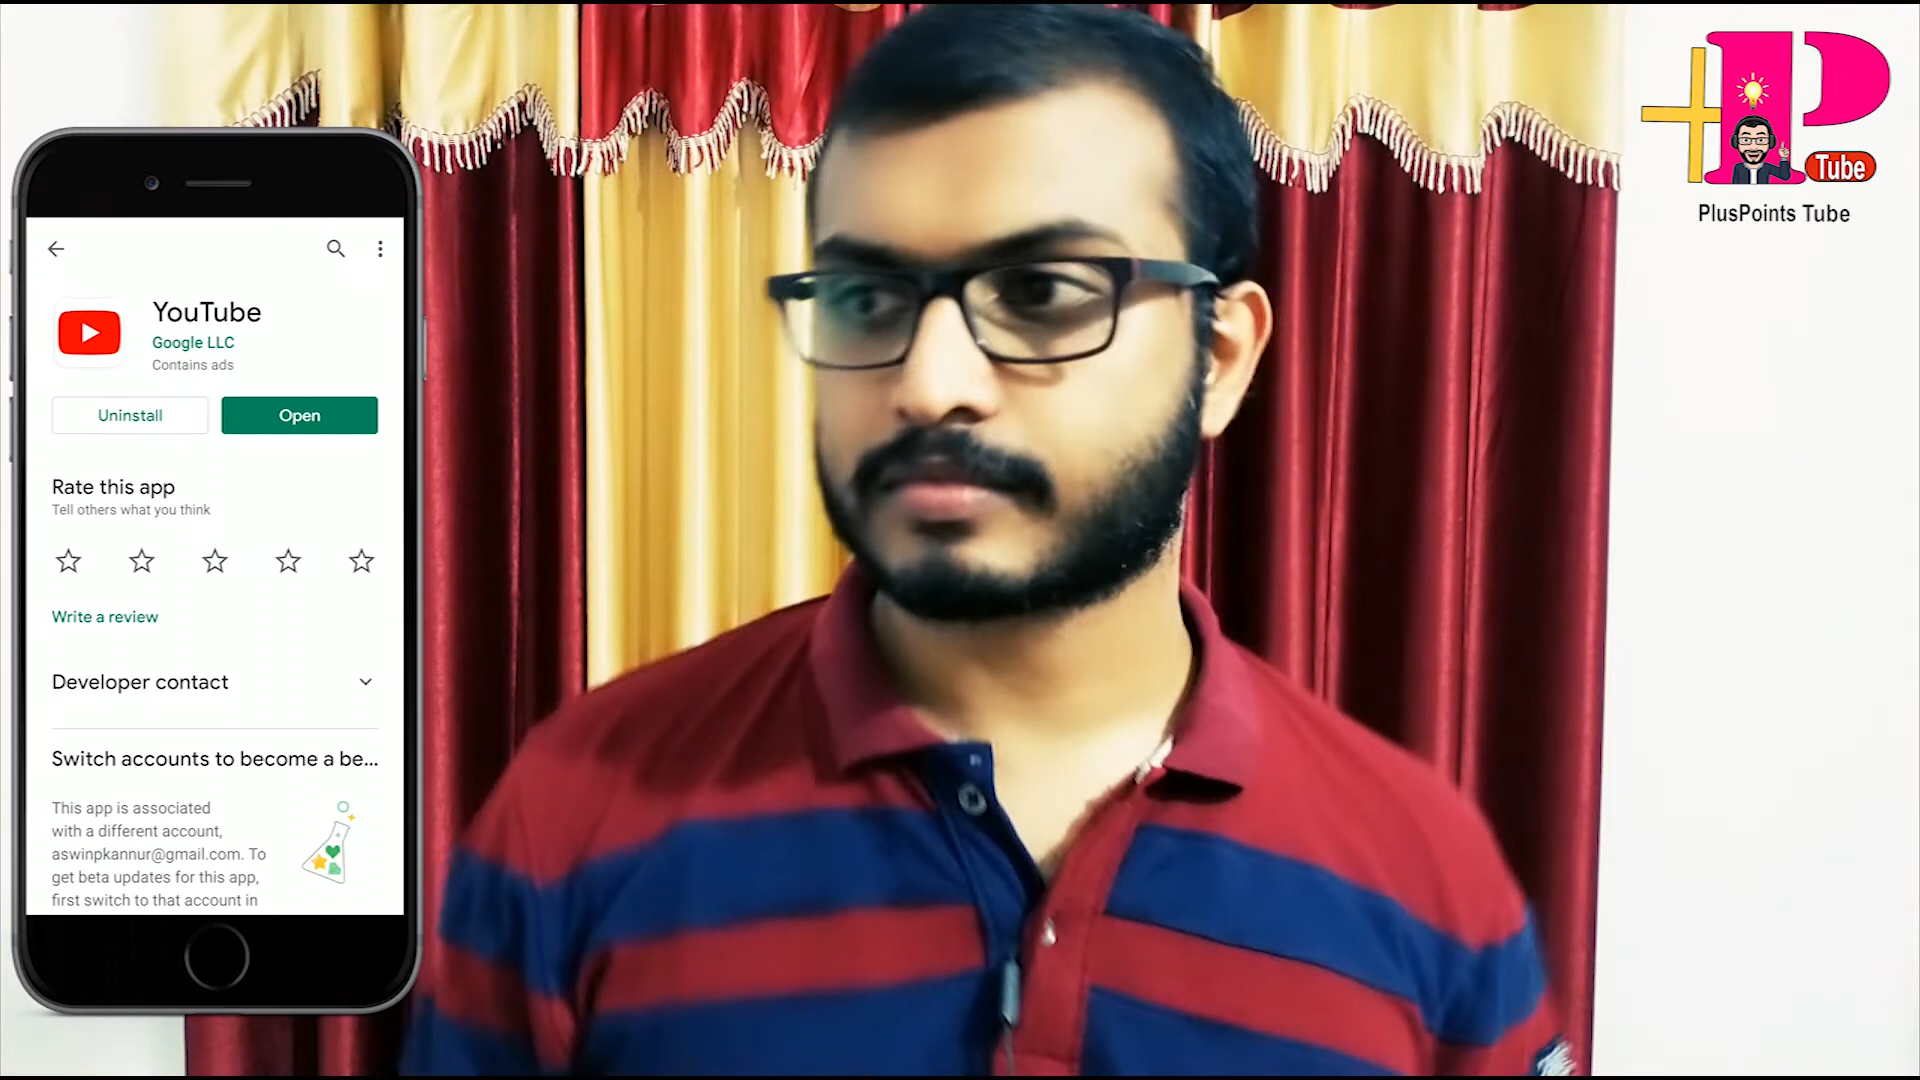 YouTube
Google LLC
Contains ads
Uninstall
Open
Rate this app
Tell others what you think
Write a review
Developer contact
Switch accounts to become a be...
This app is associated
with a different account,
aswinpkannur@gmail.com. To
get beta updates for this app,
first switch to that account in
+P
Tube
PlusPoints Tube